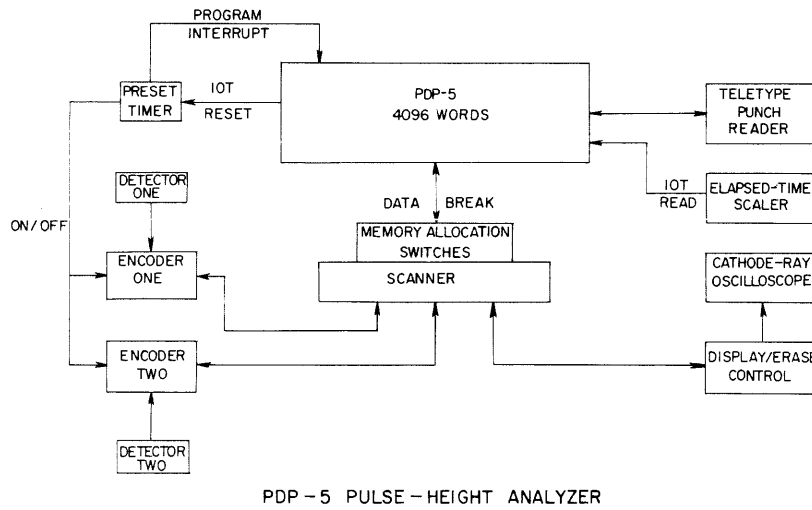 PROGRAM
INTERRUPT
PRESET
TIMER
IOT
RESET
PDP-5
4096 WORDS
TELETYPE
PUNCH
READER
DETECTOR
ONE
DATA
BREAK
IOT
READ
ELAPSED-TIME
SCALER
ON/OFF
ENCODER
ONE
MEMORY ALLOCATION
SWITCHES
SCANNER
CATHODE-RAY
OSCILLOSCOPE
ENCODER
TWO
DISPLAY/ERASE
CONTROL
DETECTOR
TWO
PDP-5 PULSE-HEIGHT ANALYZER